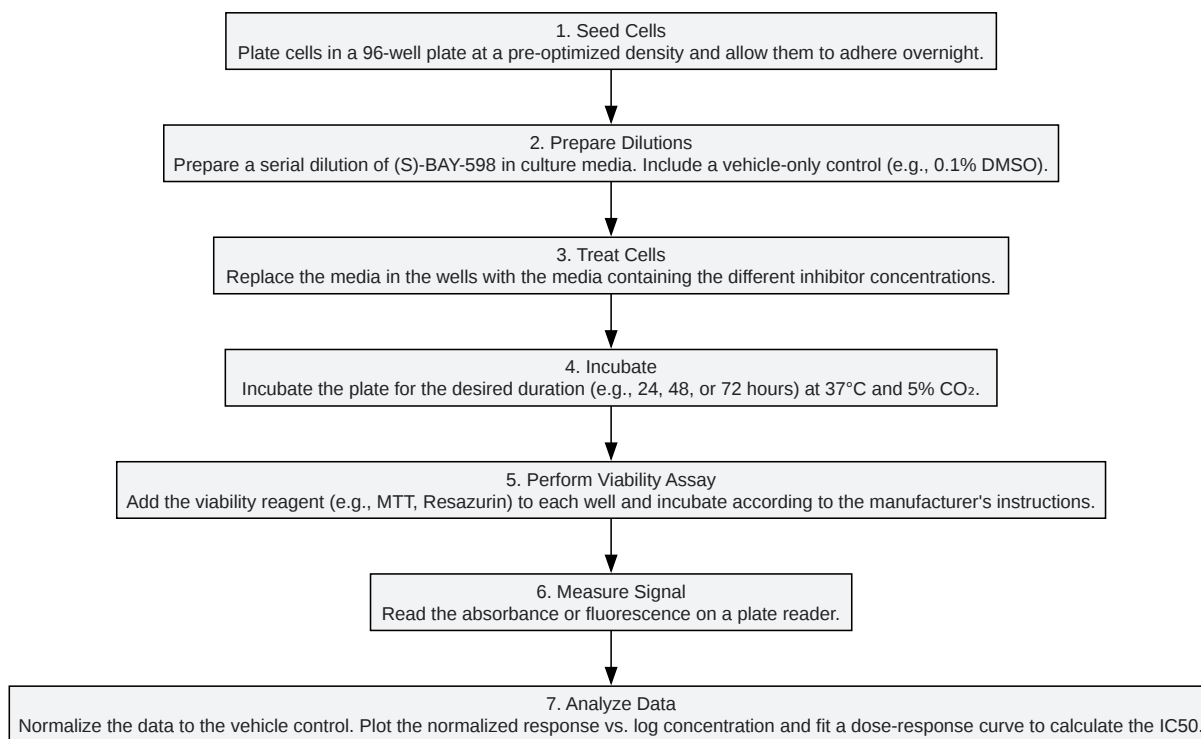 1. Seed Cells
Plate cells in a 96-well plate at a pre-optimized density and allow them to adhere overnight.
2. Prepare Dilutions
Prepare a serial dilution of (S)-BAY-598 in culture media. Include a vehicle-only control (e.g., 0.1% DMSO).
3. Treat Cells
Replace the media in the wells with the media containing the different inhibitor concentrations.
4. Incubate
Incubate the plate for the desired duration (e.g., 24, 48, or 72 hours) at 37°C and 5% CO₂.
5. Perform Viability Assay
Add the viability reagent (e.g., MTT, Resazurin) to each well and incubate according to the manufacturer's instructions.
6. Measure Signal
Read the absorbance or fluorescence on a plate reader.
7. Analyze Data
Normalize the data to the vehicle control. Plot the normalized response vs. log concentration and fit a dose-response curve to calculate the IC50.